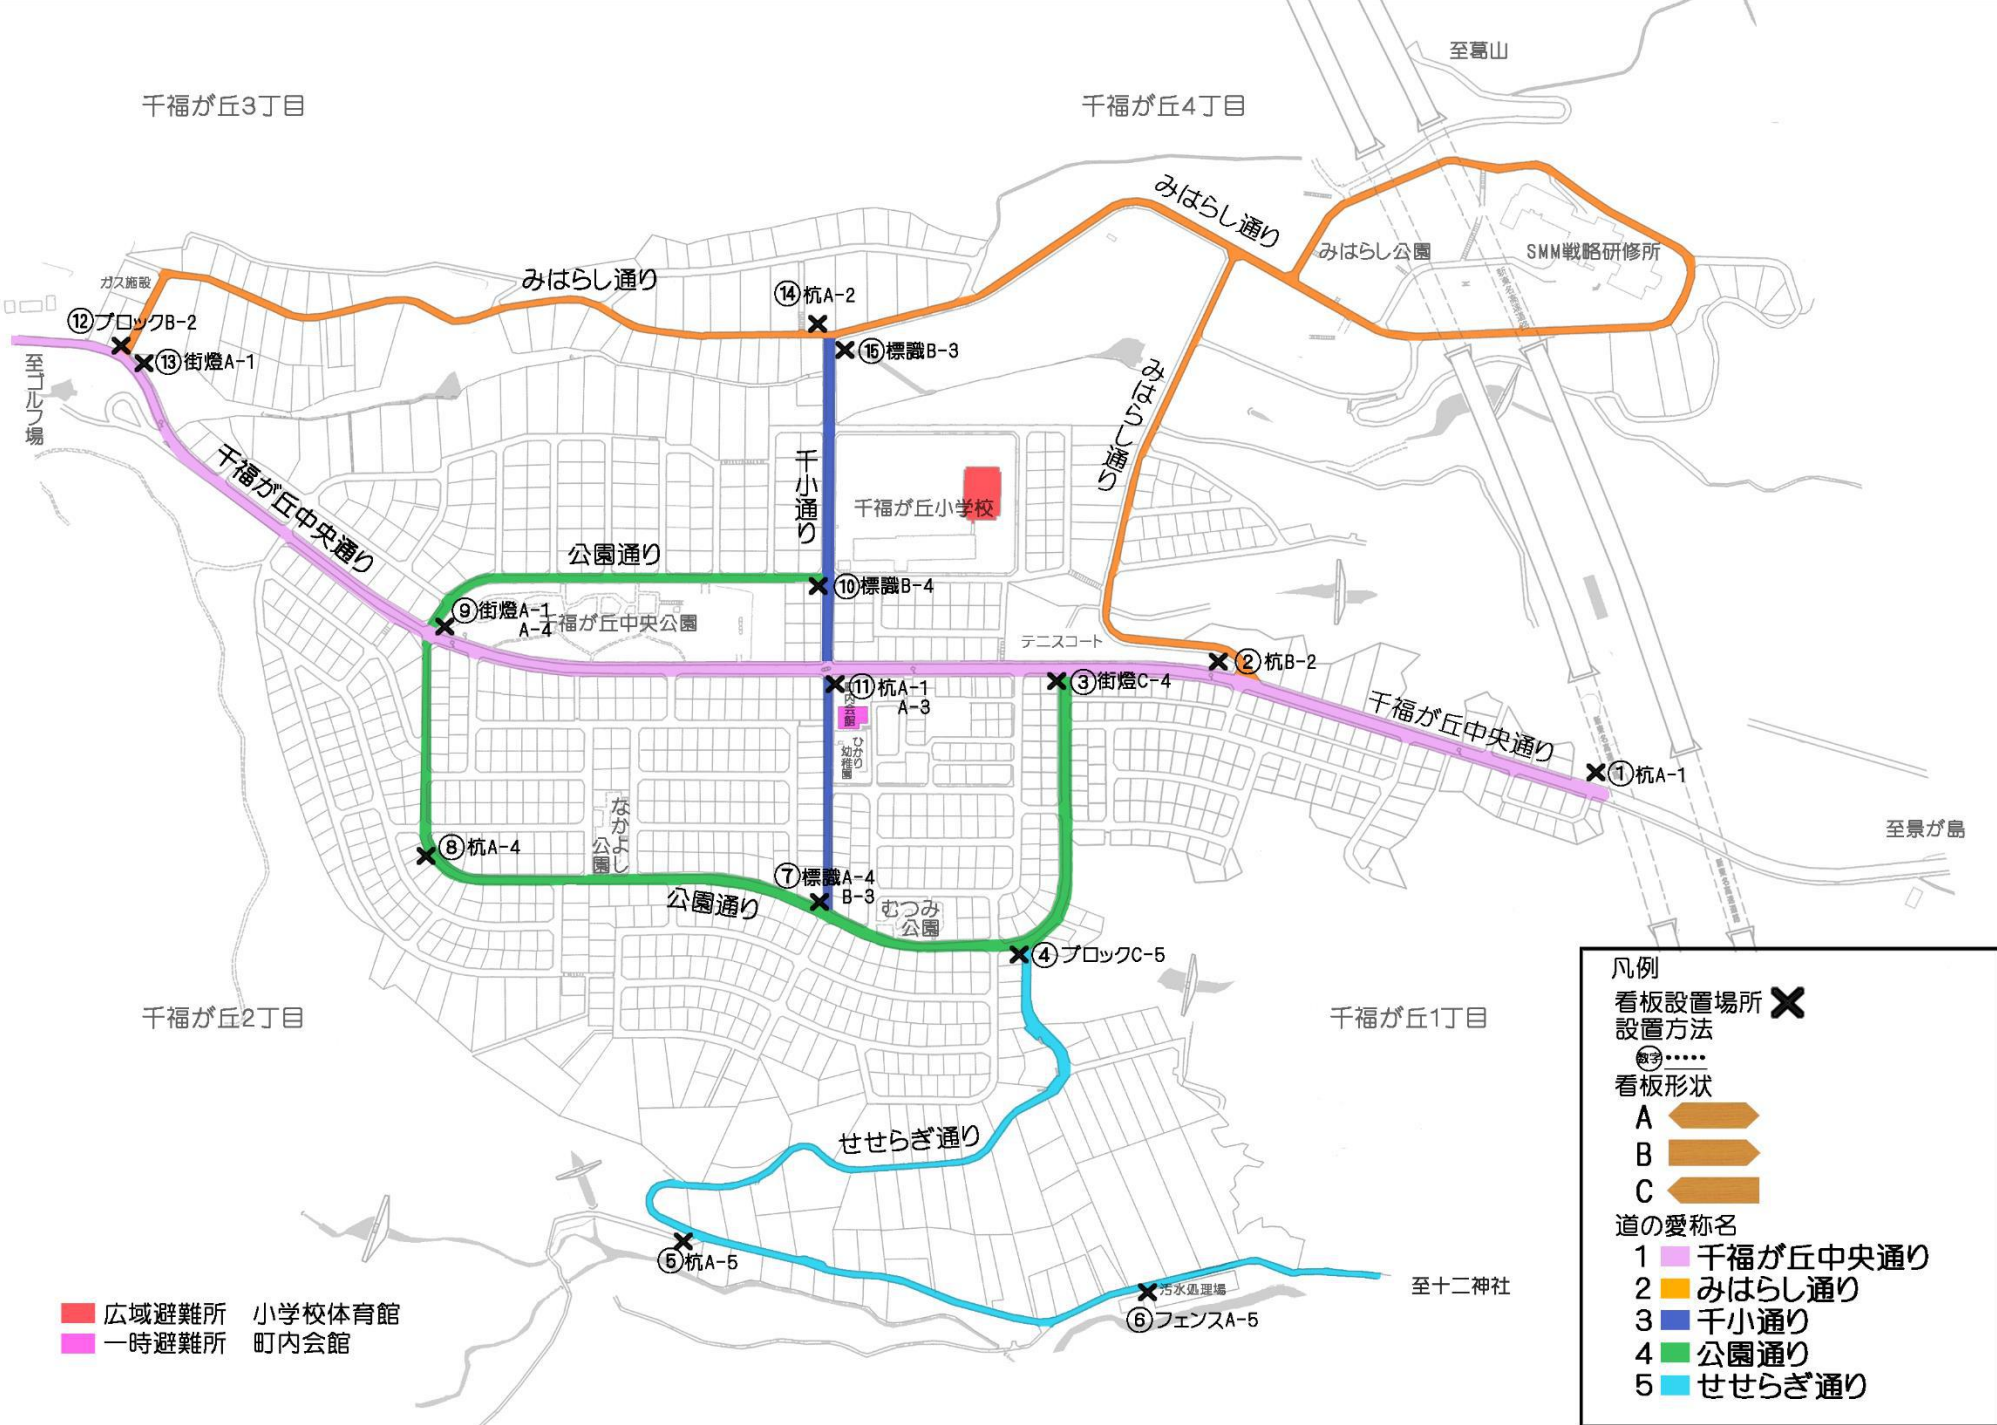 至葛山
千福が丘3丁目
千福が丘4丁目
みはらし通り
みはらし公園
SMM戦略研修所
ガス施設
みはらし通り
⑭杭A-2
⑫ブロックB-2
⑬街燈A-1
⑮標識B-3
至ゴルフ場
みはらし通り
千福が丘中央通り
千小通り
千福が丘小学校
公園通り
⑩標識B-4
⑨街燈A-1
A-4
千福が丘中央公園
テニスコート
②杭B-2
⑪杭A-1
A-3
③街燈C-4
町内会館
千福が丘中央通り
ひかり
幼稚園
①杭A-1
なかよし
公園
至景が島
⑧杭A-4
⑦標識A-4
B-3
公園通り
むつみ
公園
④ブロックC-5
千福が丘2丁目
千福が丘1丁目
せせらぎ通り
⑤杭A-5
汚水処理場
至十二神社
⑥フェンスA-5
広域避難所 小学校体育館
一時避難所 町内会館
凡例
看板設置場所
設置方法
数字……
看板形状
A
B
C
道の愛称名
1 千福が丘中央通り
2 みはらし通り
3 千小通り
4 公園通り
5 せせらぎ通り